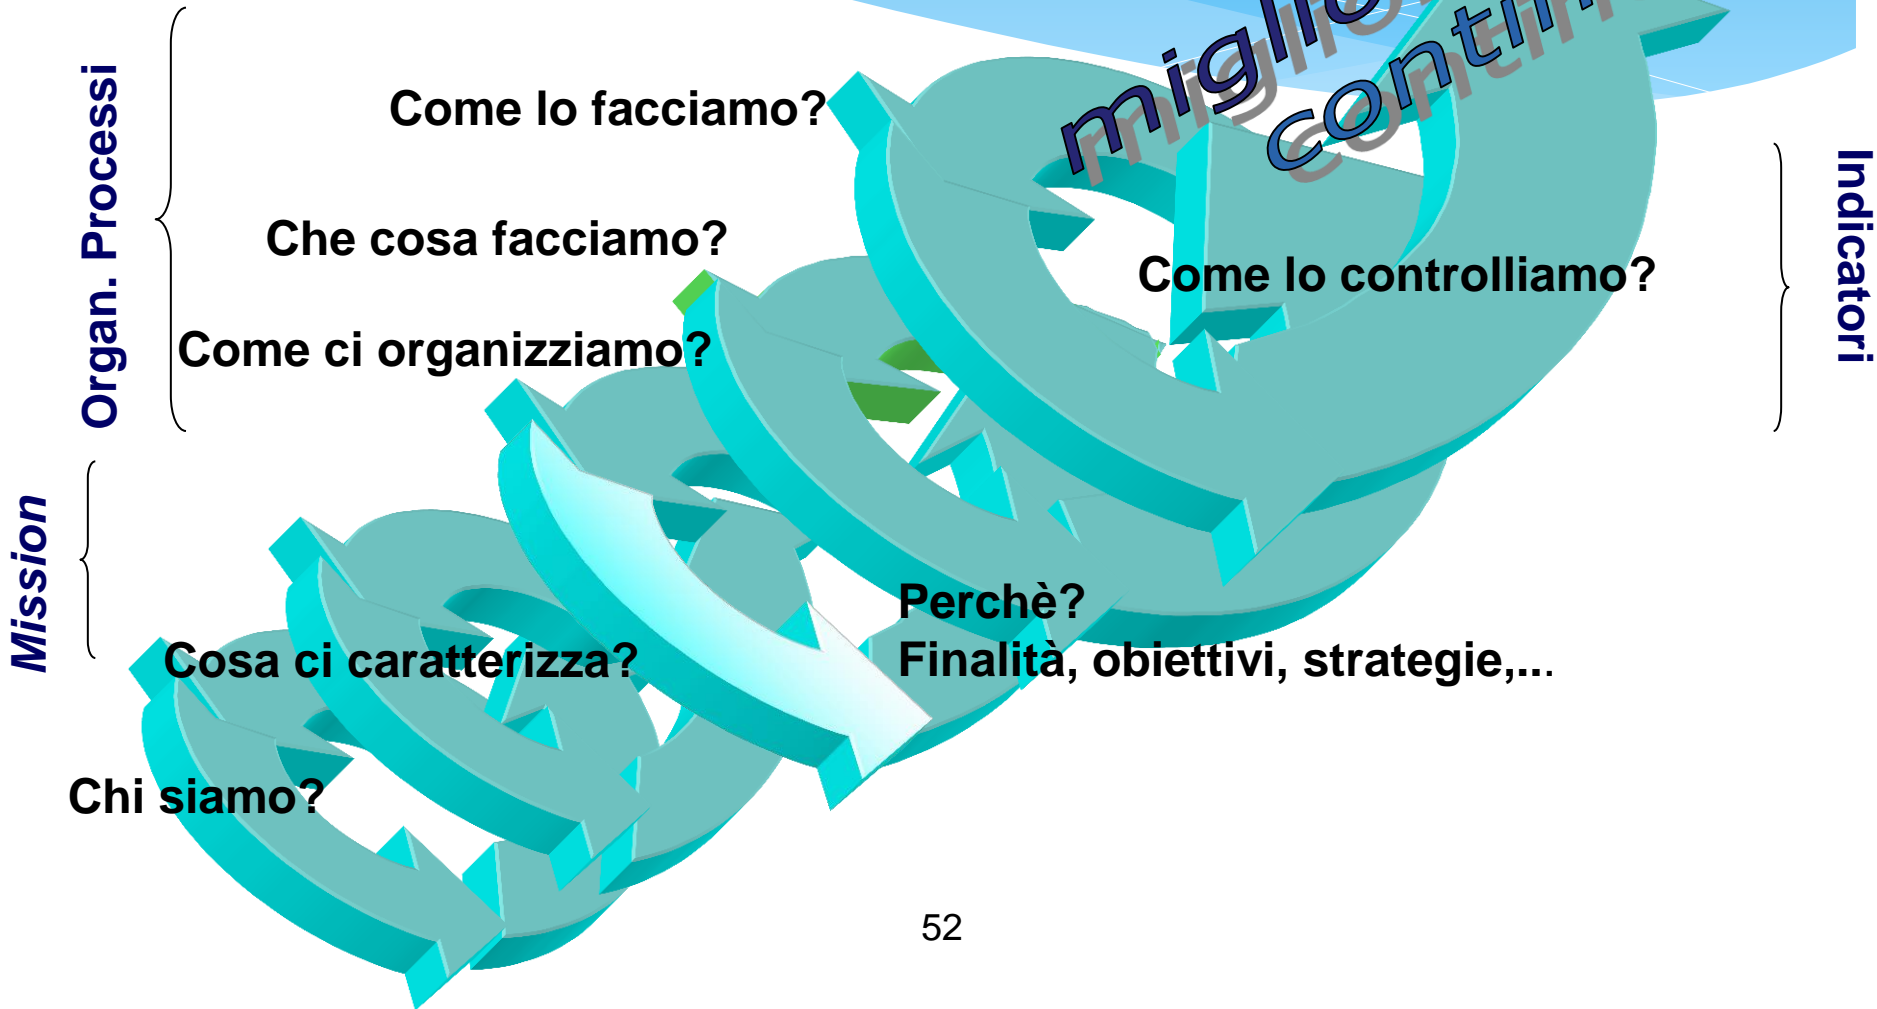 Come lo facciamo?
Organ. Processi
Che cosa facciamo?
Come lo controlliamo?
Indicatori
Come ci organizziamo?
Mission
Perchè?
Finalità, obiettivi, strategie,...
Cosa ci caratterizza?
Chi siamo?
52